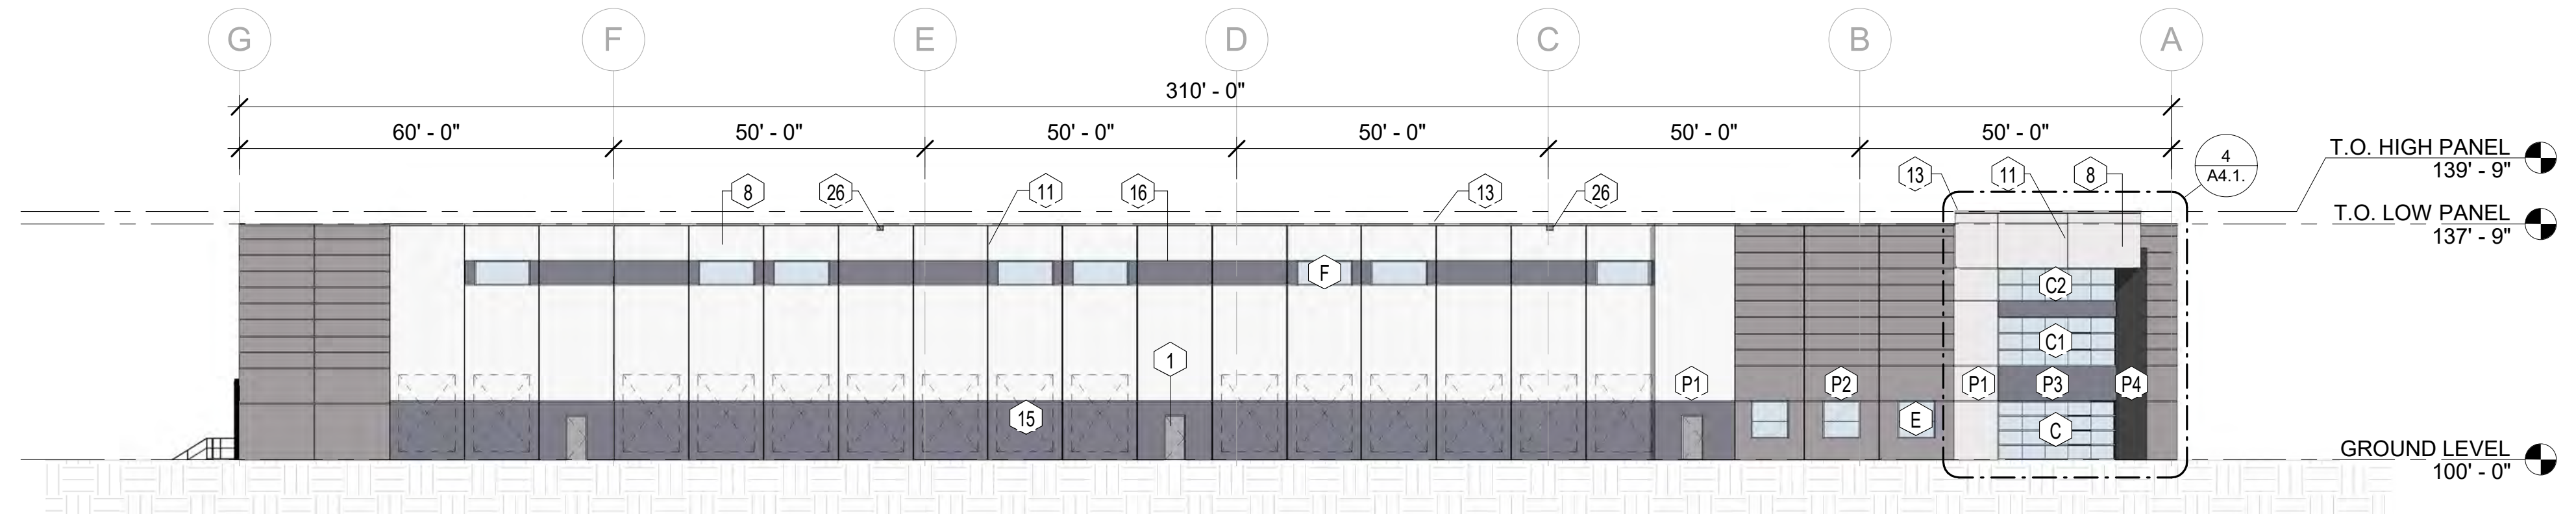 G F E D C B A
310' - 0"
60' - 0" 50' - 0" 50' - 0" 50' - 0" 50' - 0" 50' - 0"
T.O. HIGH PANEL
139' - 9"
4
A4.1.
8 26 11 16 13 26 13 11 8
T.O. LOW PANEL
137' - 9"
F C2
C1
1
P1 P2 P1 P3 P4
15 E C
GROUND LEVEL
100' - 0"